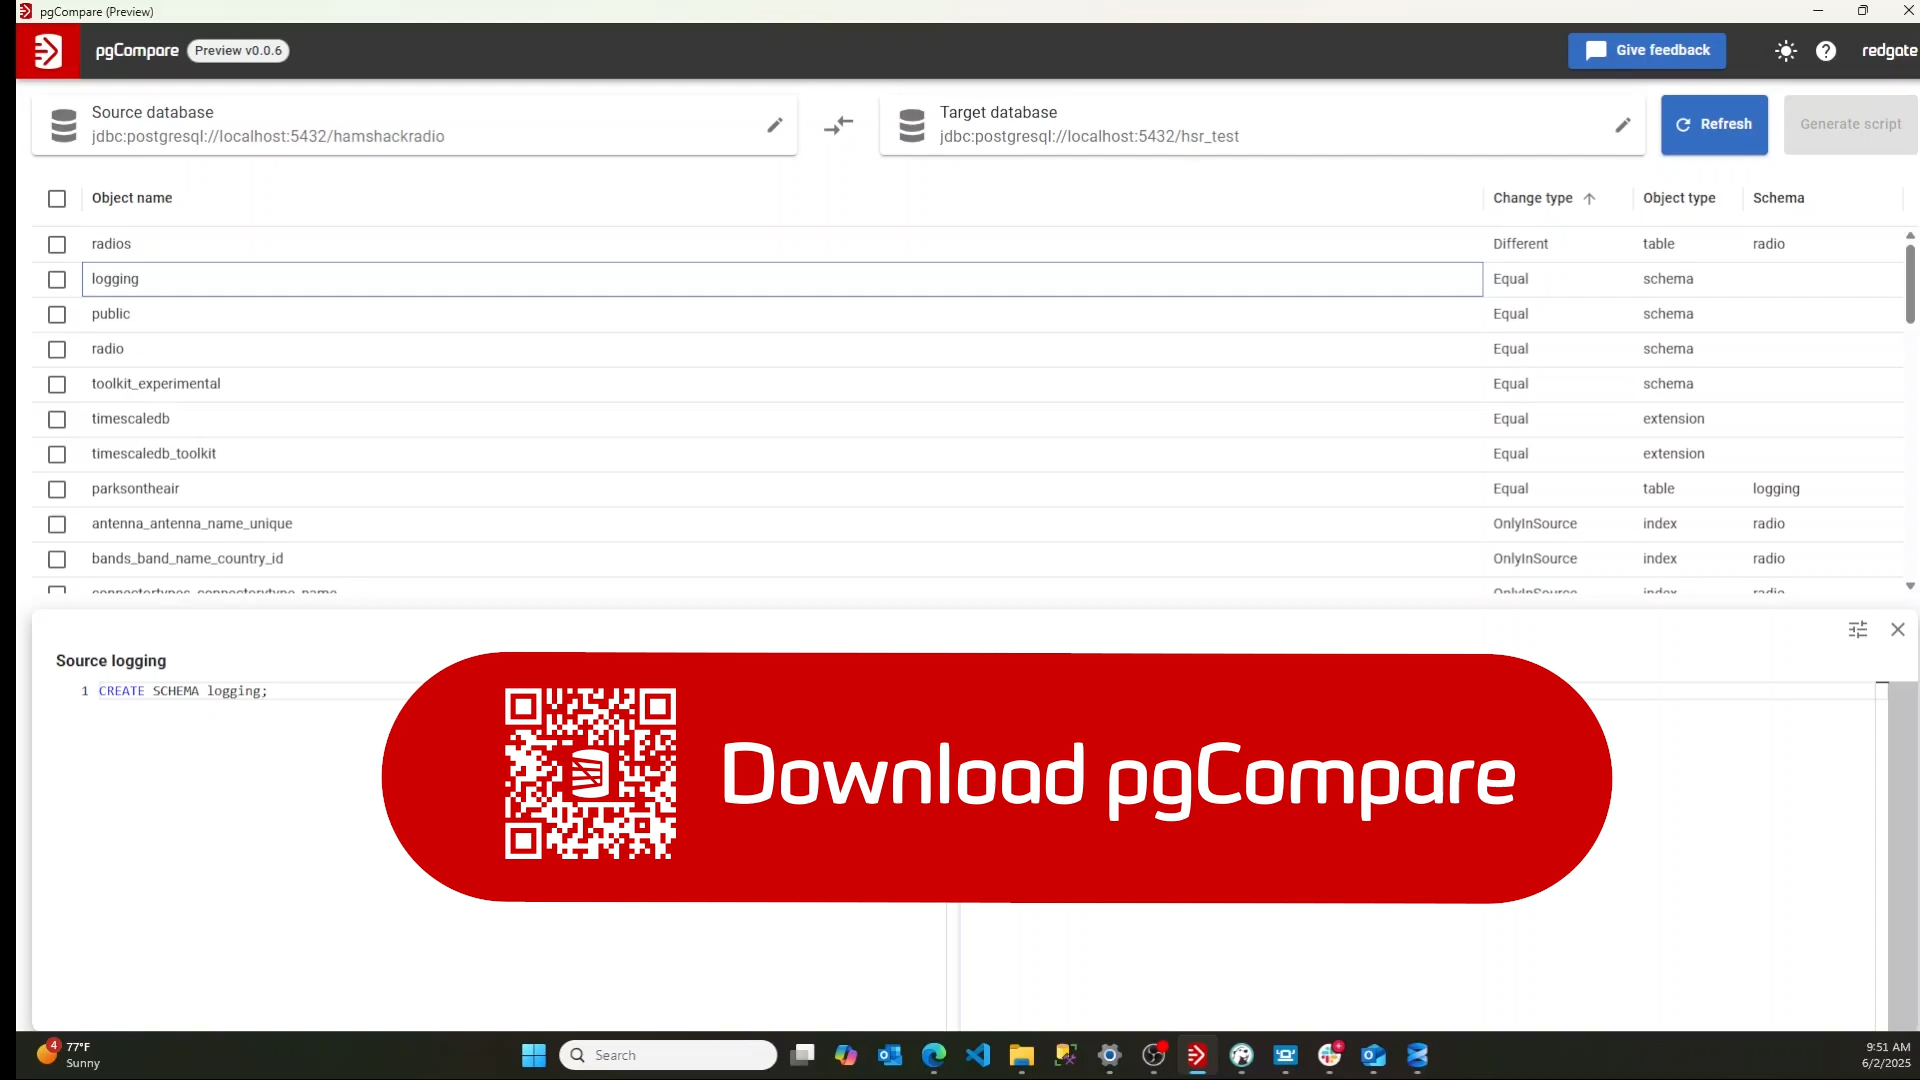 pgCompare (Preview)
pgCompare
Preview v0.0.6
Give feedback
redgate
Source database
jdbc:postgresql://localhost:5432/hamshackradio
Target database
jdbc:postgresql://localhost:5432/hsr_test
Refresh
Generate script
Object name Change type Object type Schema
radios Different table radio
logging Equal schema
public Equal schema
radio Equal schema
toolkit_experimental Equal schema
timescaledb Equal extension
timescaledb_toolkit Equal extension
parksontheair Equal table logging
antenna_antenna_name_unique OnlyInSource index radio
bands_band_name_country_id OnlyInSource index radio
Source logging
1 CREATE SCHEMA logging;
Download pgCompare
4
77°F
Sunny
Search
9:51 AM
6/2/2025